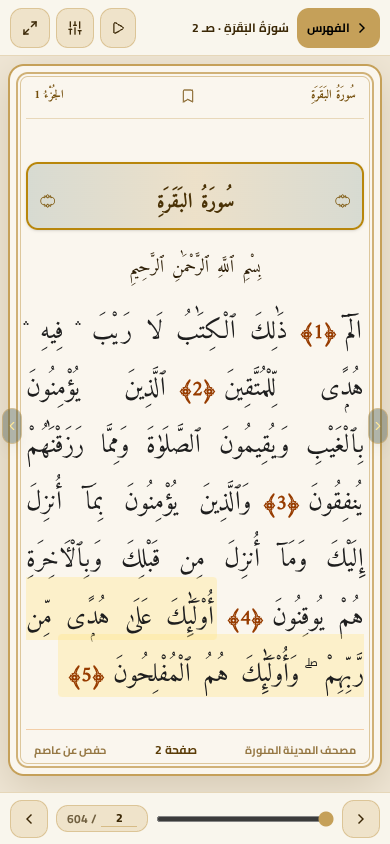 الفهرس
سُورَةُ البَقَرَةِ · صـ 2
سُورَةُ البَقَرَةِ
الجُزْءُ 1
سُورَةُ البَقَرَةِ
بِسْمِ ٱللَّهِ ٱلرَّحْمَٰنِ ٱلرَّحِيمِ
الٓمٓ ﴿1﴾ ذَٰلِكَ ٱلْكِتَٰبُ لَا رَيْبَ ۛ فِيهِ ۛ
هُدًى لِّلْمُتَّقِينَ ﴿2﴾ ٱلَّذِينَ يُؤْمِنُونَ
بِٱلْغَيْبِ وَيُقِيمُونَ ٱلصَّلَوٰةَ وَمِمَّا رَزَقْنَٰهُمْ
يُنفِقُونَ ﴿3﴾ وَٱلَّذِينَ يُؤْمِنُونَ بِمَآ أُنزِلَ
إِلَيْكَ وَمَآ أُنزِلَ مِن قَبْلِكَ وَبِٱلْأٓخِرَةِ
هُمْ يُوقِنُونَ ﴿4﴾ أُو۟لَٰٓئِكَ عَلَىٰ هُدًى مِّن
رَّبِّهِمْ ۖ وَأُو۟لَٰٓئِكَ هُمُ ٱلْمُفْلِحُونَ ﴿5﴾
مصحف المدينة المنورة
صفحة 2
حفص عن عاصم
2 / 604